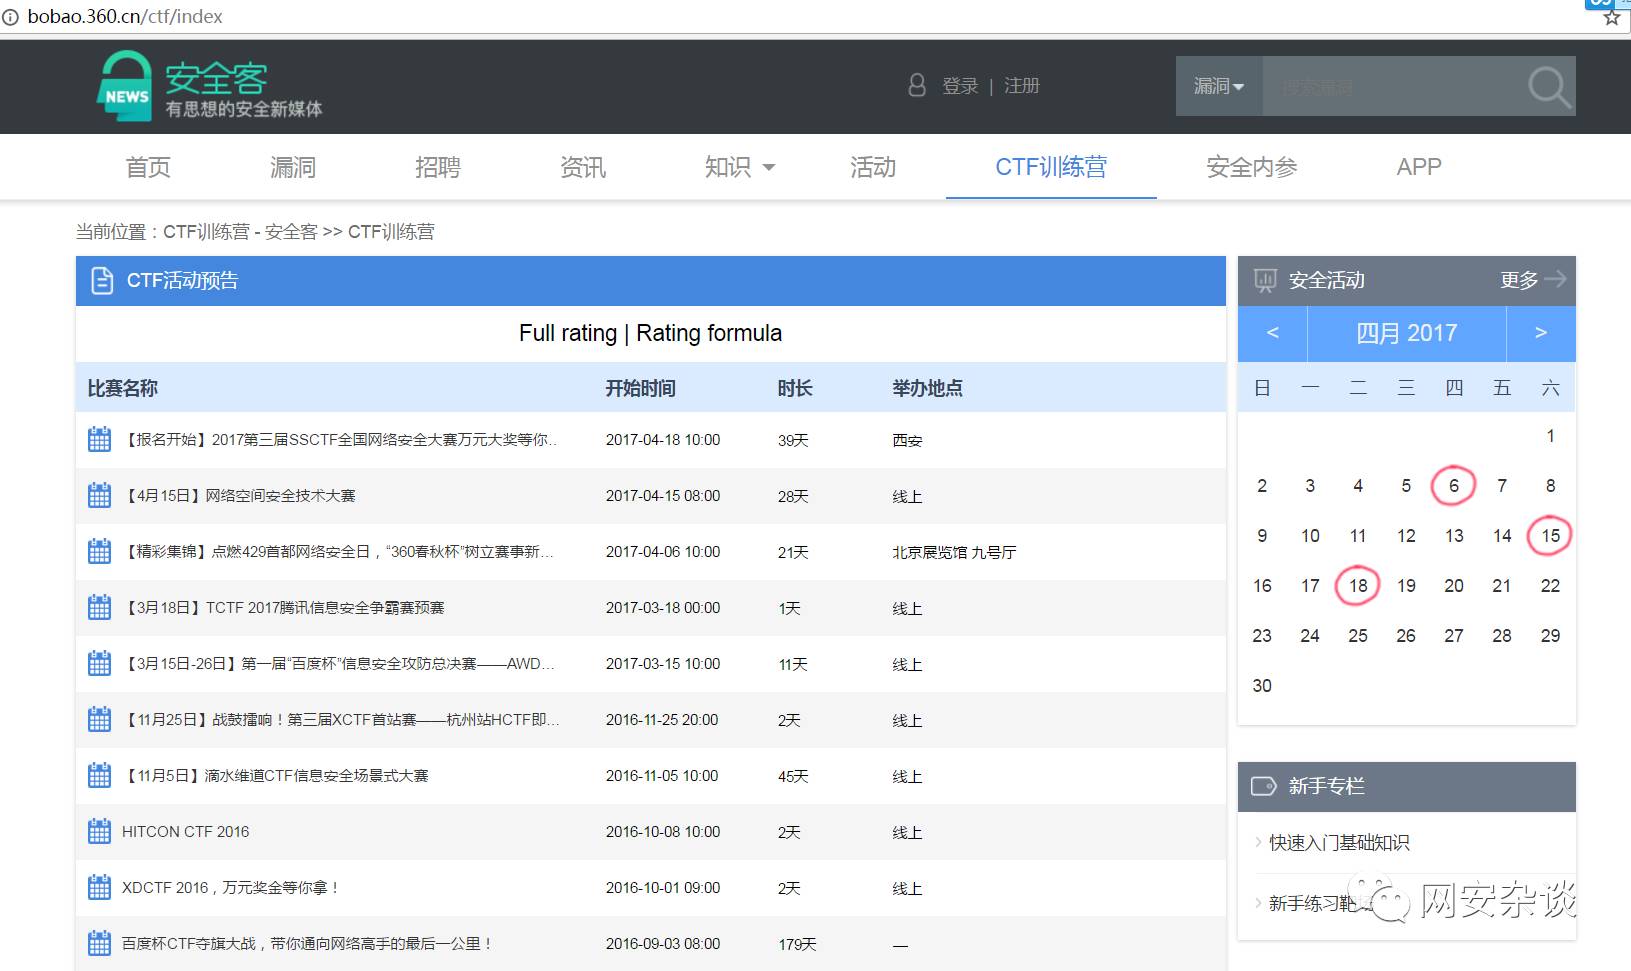 bobao.360.cn/ctf/index
NEWS
安全客
有思想的安全新媒体
登录 | 注册
漏洞
搜索漏洞
首页 漏洞 招聘 资讯 知识 活动 CTF训练营 安全内参 APP
当前位置：CTF训练营 - 安全客 >> CTF训练营
CTF活动预告
Full rating | Rating formula
比赛名称 开始时间 时长 举办地点
【报名开始】2017第三届SSCTF全国网络安全大赛万元大奖等你.. 2017-04-18 10:00 39天 西安
【4月15日】网络空间安全技术大赛 2017-04-15 08:00 28天 线上
【精彩集锦】点燃429首都网络安全日，“360春秋杯”树立赛事新... 2017-04-06 10:00 21天 北京展览馆 九号厅
【3月18日】TCTF 2017腾讯信息安全争霸赛预赛 2017-03-18 00:00 1天 线上
【3月15日-26日】第一届“百度杯”信息安全攻防总决赛——AWD... 2017-03-15 10:00 11天 线上
【11月25日】战鼓擂响！第三届XCTF首站赛——杭州站HCTF即... 2016-11-25 20:00 2天 线上
【11月5日】滴水维道CTF信息安全场景式大赛 2016-11-05 10:00 45天 线上
HITCON CTF 2016 2016-10-08 10:00 2天 线上
XDCTF 2016，万元奖金等你拿！ 2016-10-01 09:00 2天 线上
百度杯CTF夺旗大战，带你通向网络高手的最后一公里！ 2016-09-03 08:00 179天 —
安全活动 更多
< 四月 2017 >
日 一 二 三 四 五 六
1
2 3 4 5 6 7 8
9 10 11 12 13 14 15
16 17 18 19 20 21 22
23 24 25 26 27 28 29
30
新手专栏
快速入门基础知识
新手练习靶
网安杂谈